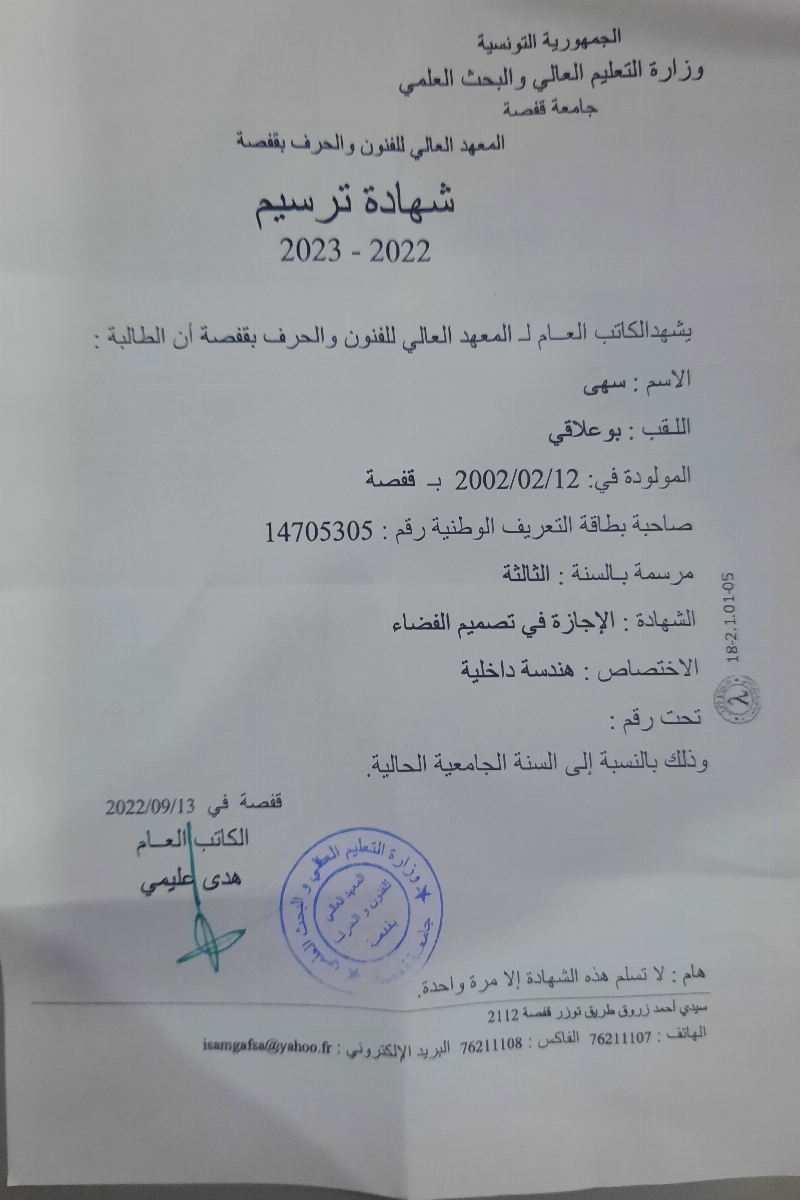 الجمهورية التونسية
وزارة التعليم العالي والبحث العلمي
جامعة قفصة
المعهد العالي للفنون والحرف بقفصة
شهادة ترسيم
2023 - 2022
يشهدالكاتب العـــام لـ المعهد العالي للفنون والحرف بقفصة أن الطالبة :
الاسم : سهى
اللـقب : بوعلاقي
المولودة في: 2002/02/12 بـ قفصة
صاحبة بطاقة التعريف الوطنية رقم : 14705305
مرسمة بـالسنة : الثالثة
الشهادة : الإجازة في تصميم الفضاء
الاختصاص : هندسة داخلية
تحت رقم :
وذلك بالنسبة إلى السنة الجامعية الحالية.
18-2.1.01-05
قفصة في 2022/09/13
الكاتب العـــام
هدى عليمي
وزارة التعليم العالي و البحث العلمي
جامعة قفصة
المعهد العالي
للفنون و الحرف
بقفصة
هام : لا تسلم هذه الشهادة إلا مرة واحدة.
سيدي أحمد زروق طريق توزر قفصة 2112
الهاتف : 76211107 الفاكس : 76211108 البريد الإلكتروني : isamgafsa@yahoo.fr